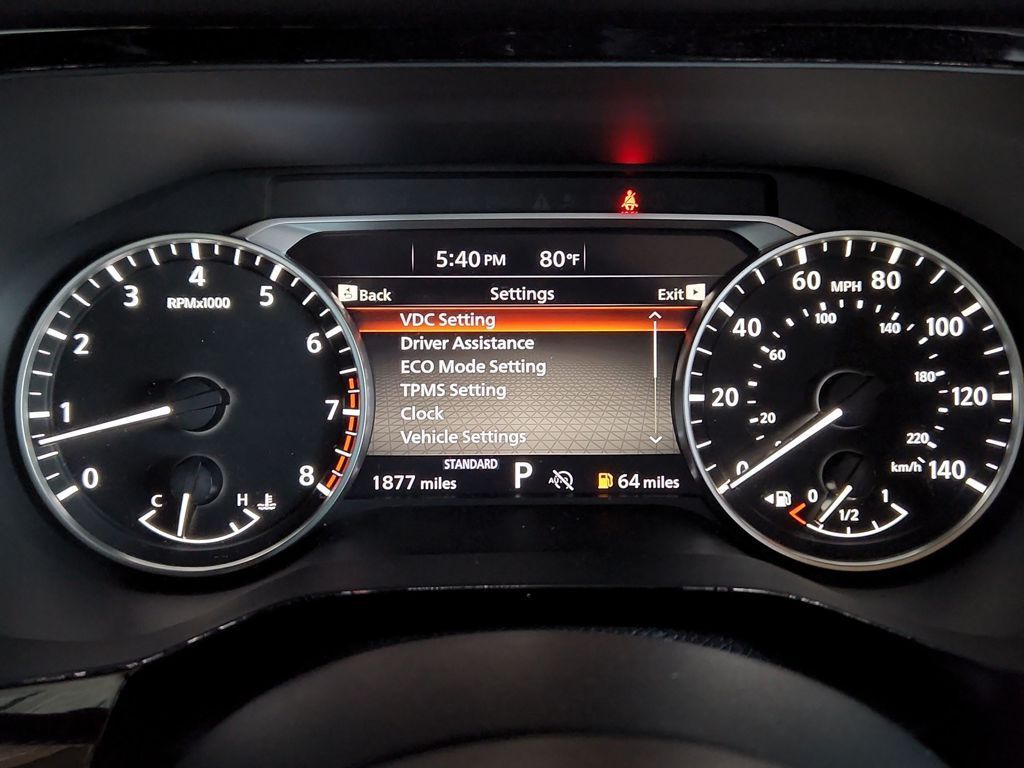 5:40 PM 80°F
Back Settings Exit
VDC Setting
Driver Assistance
ECO Mode Setting
TPMS Setting
Clock
Vehicle Settings
STANDARD
1877 miles P AUTO 64 miles
0
1
2
3
4
5
6
7
8
RPMx1000
C H
0
20
40
60
80
100
120
140
MPH
20
60
100
140
180
220
km/h
0 1/2 1